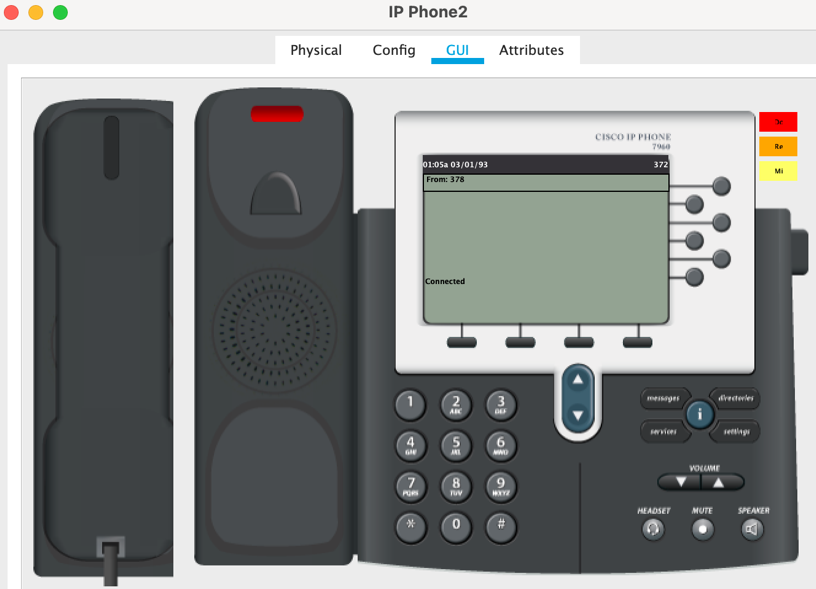 IP Phone2
Physical Config GUI Attributes
CISCO IP PHONE
7960
01:05a 03/01/93 372
From: 378
Connected
Do
Re
Mi
1
2 ABC
3 DEF
4 GHI
5 JKL
6 MNO
7 PQRS
8 TUV
9 WXYZ
*
0
#
messages
directories
i
services
settings
VOLUME
HEADSET MUTE SPEAKER